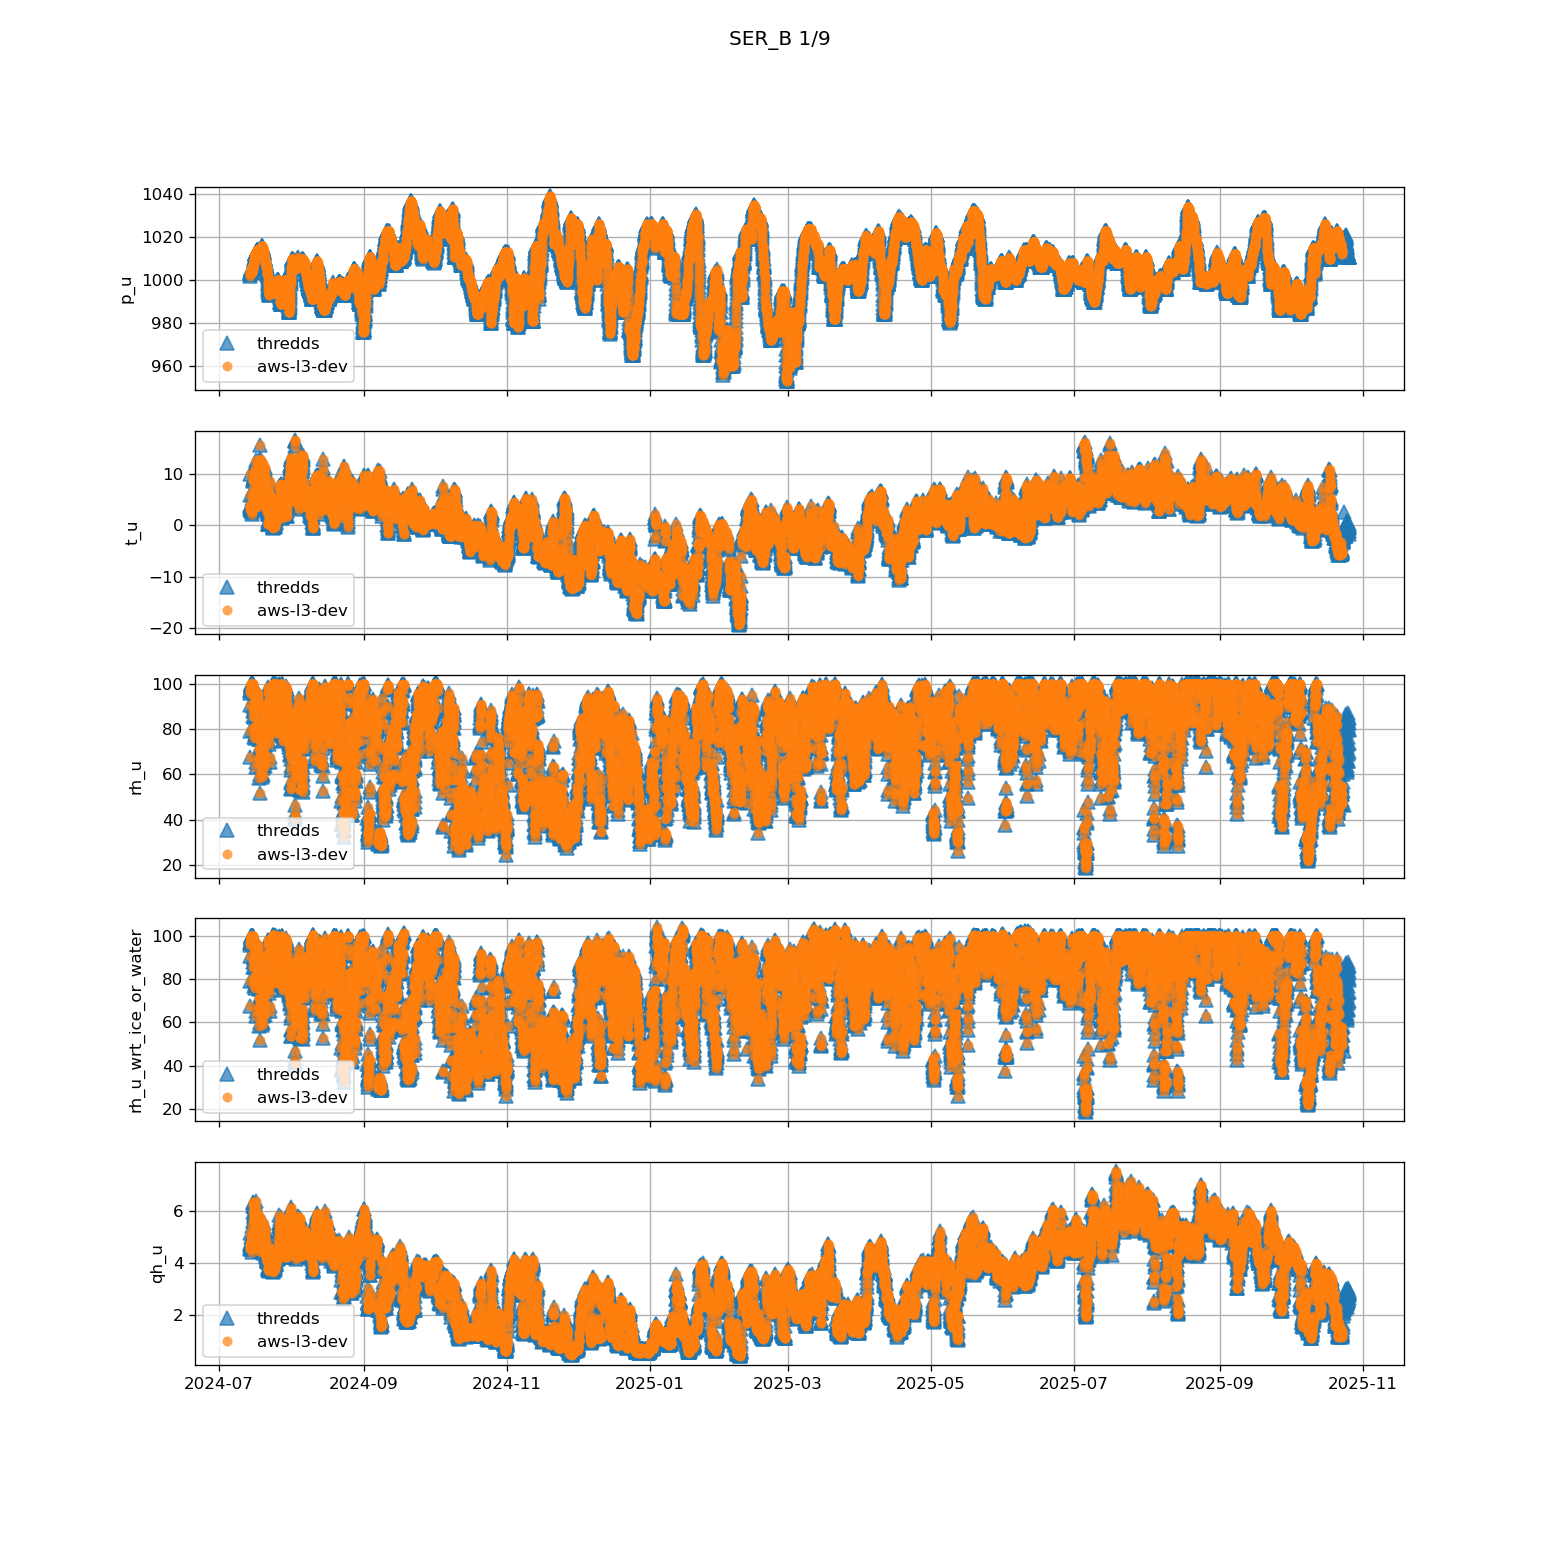 SER_B 1/9
1040
1020
1000
980
960
p_u
thredds
aws-l3-dev
10
0
−10
−20
t_u
thredds
aws-l3-dev
100
80
60
40
20
rh_u
thredds
aws-l3-dev
100
80
60
40
20
rh_u_wrt_ice_or_water
thredds
aws-l3-dev
6
4
2
qh_u
thredds
aws-l3-dev
2024-07 2024-09 2024-11 2025-01 2025-03 2025-05 2025-07 2025-09 2025-11